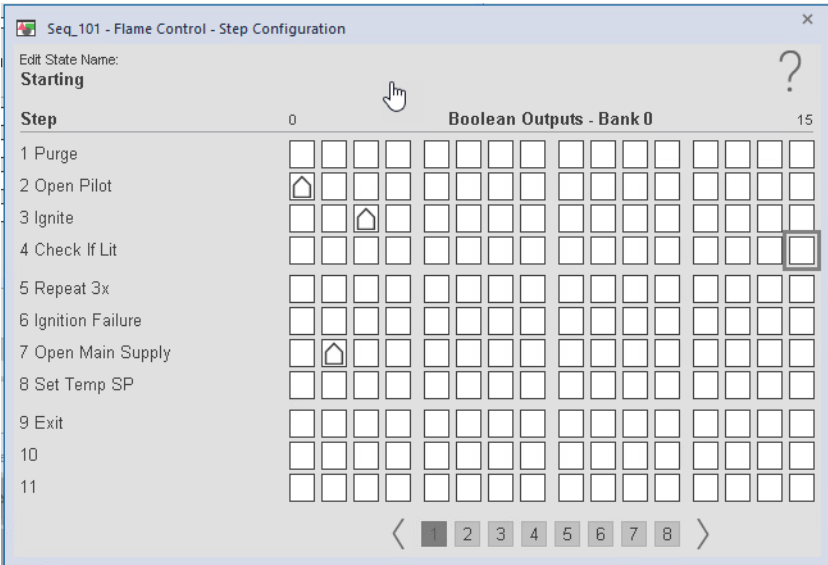 Seq_101 - Flame Control - Step Configuration
Edit State Name:
Starting
Step 0 Boolean Outputs - Bank 0 15
1 Purge
2 Open Pilot
3 Ignite
4 Check If Lit
5 Repeat 3x
6 Ignition Failure
7 Open Main Supply
8 Set Temp SP
9 Exit
10
11
1 2 3 4 5 6 7 8